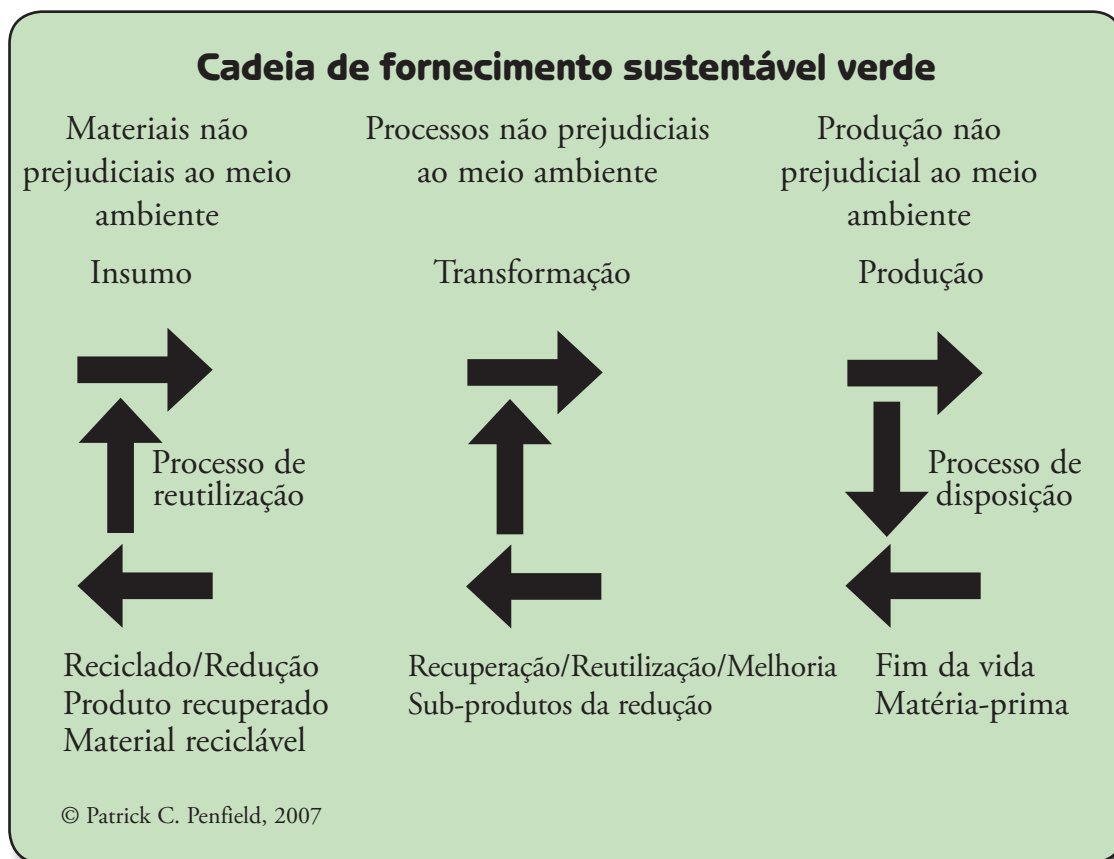 Cadeia de fornecimento sustentável verde
Materiais não
prejudiciais ao meio
ambiente
Processos não prejudiciais
ao meio ambiente
Produção não
prejudicial ao meio
ambiente
Insumo
Transformação
Produção
Processo de
reutilização
Processo de
disposição
Reciclado/Redução
Produto recuperado
Material reciclável
Recuperação/Reutilização/Melhoria
Sub-produtos da redução
Fim da vida
Matéria-prima
© Patrick C. Penfield, 2007